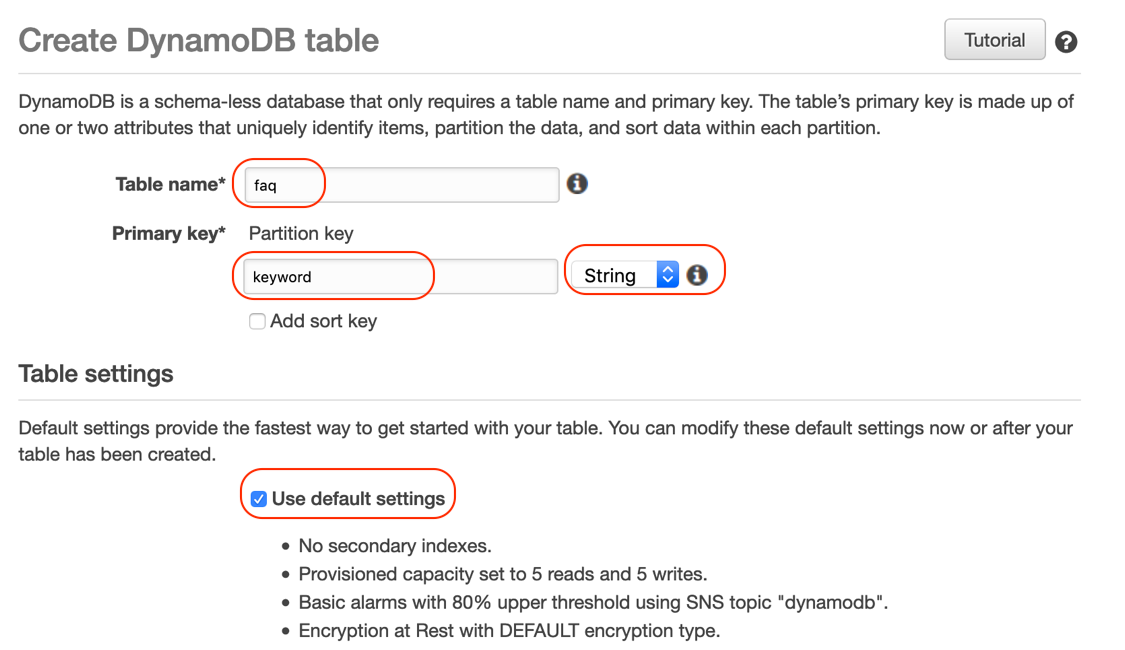 Create DynamoDB table
Tutorial
DynamoDB is a schema-less database that only requires a table name and primary key. The table’s primary key is made up of
one or two attributes that uniquely identify items, partition the data, and sort data within each partition.
Table name* faq
Primary key* Partition key
keyword String
Add sort key
Table settings
Default settings provide the fastest way to get started with your table. You can modify these default settings now or after your
table has been created.
Use default settings
• No secondary indexes.
• Provisioned capacity set to 5 reads and 5 writes.
• Basic alarms with 80% upper threshold using SNS topic "dynamodb".
• Encryption at Rest with DEFAULT encryption type.